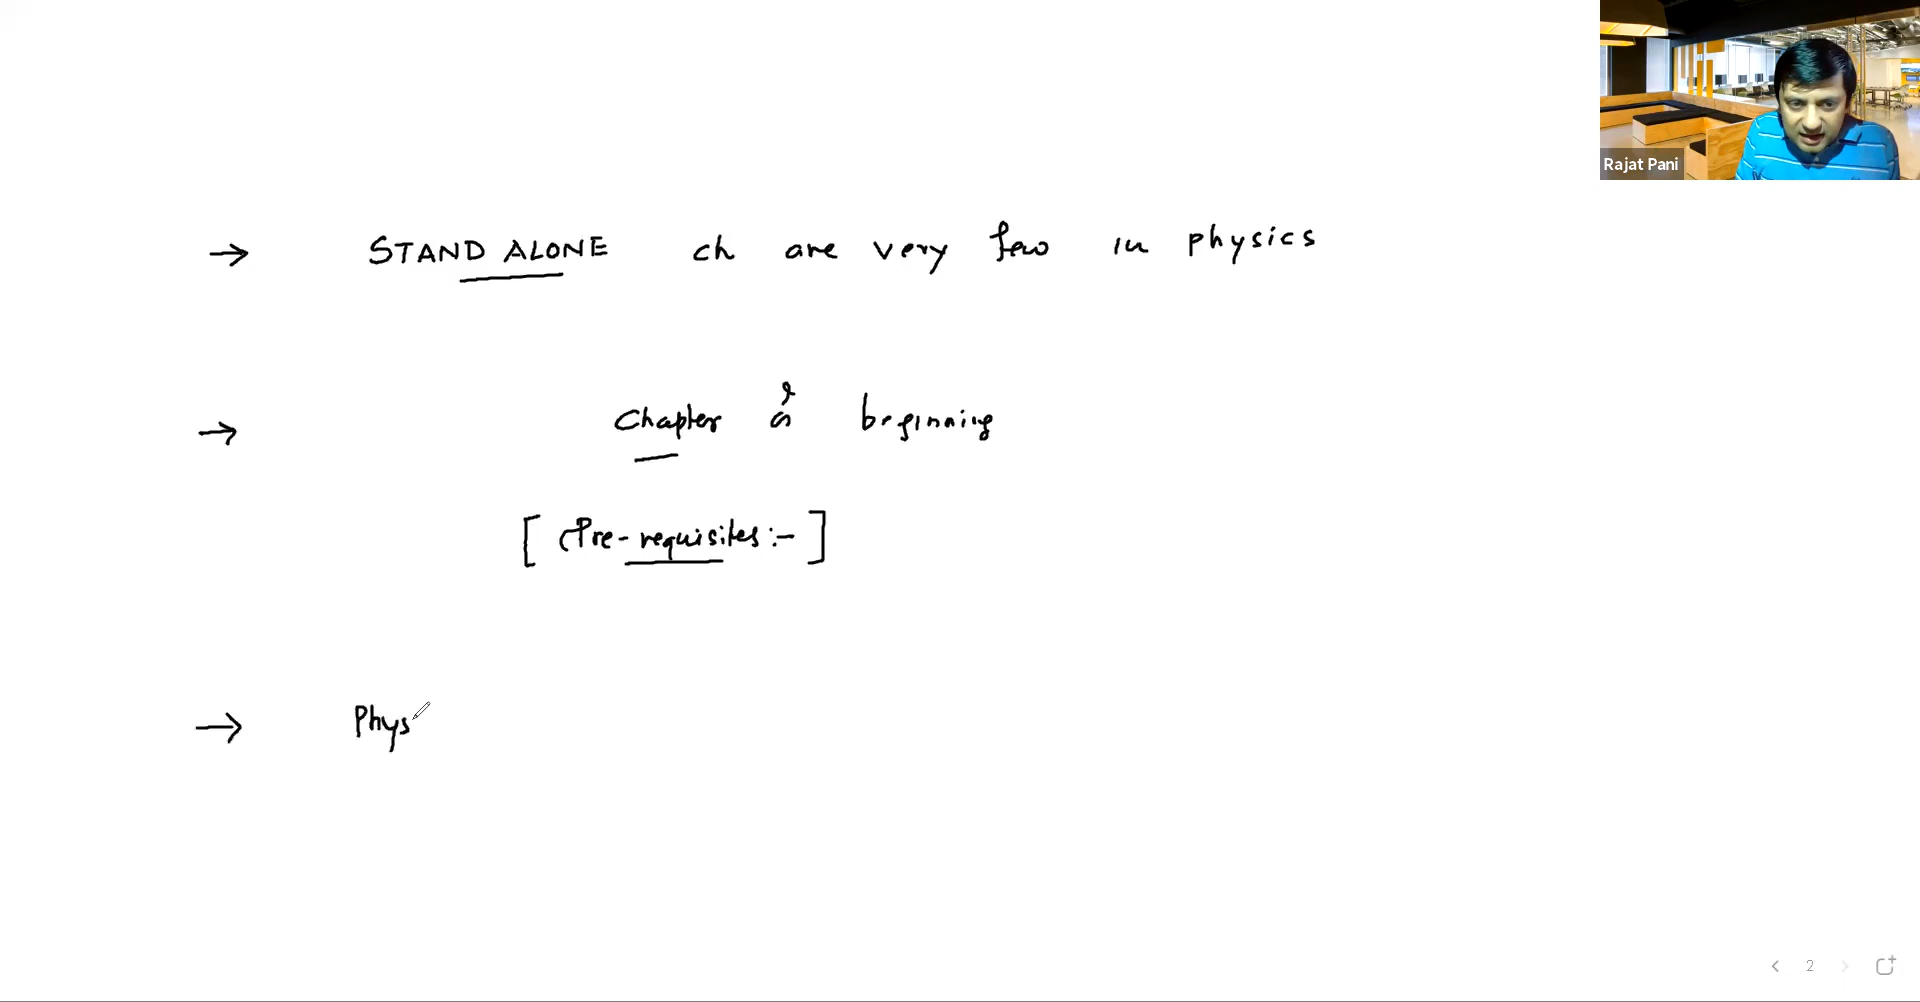 Rajat Pani
→ STAND ALONE ch are very few in physics
→ Chapter beginning
[ Pre-requisites :- ]
→ Phys
2